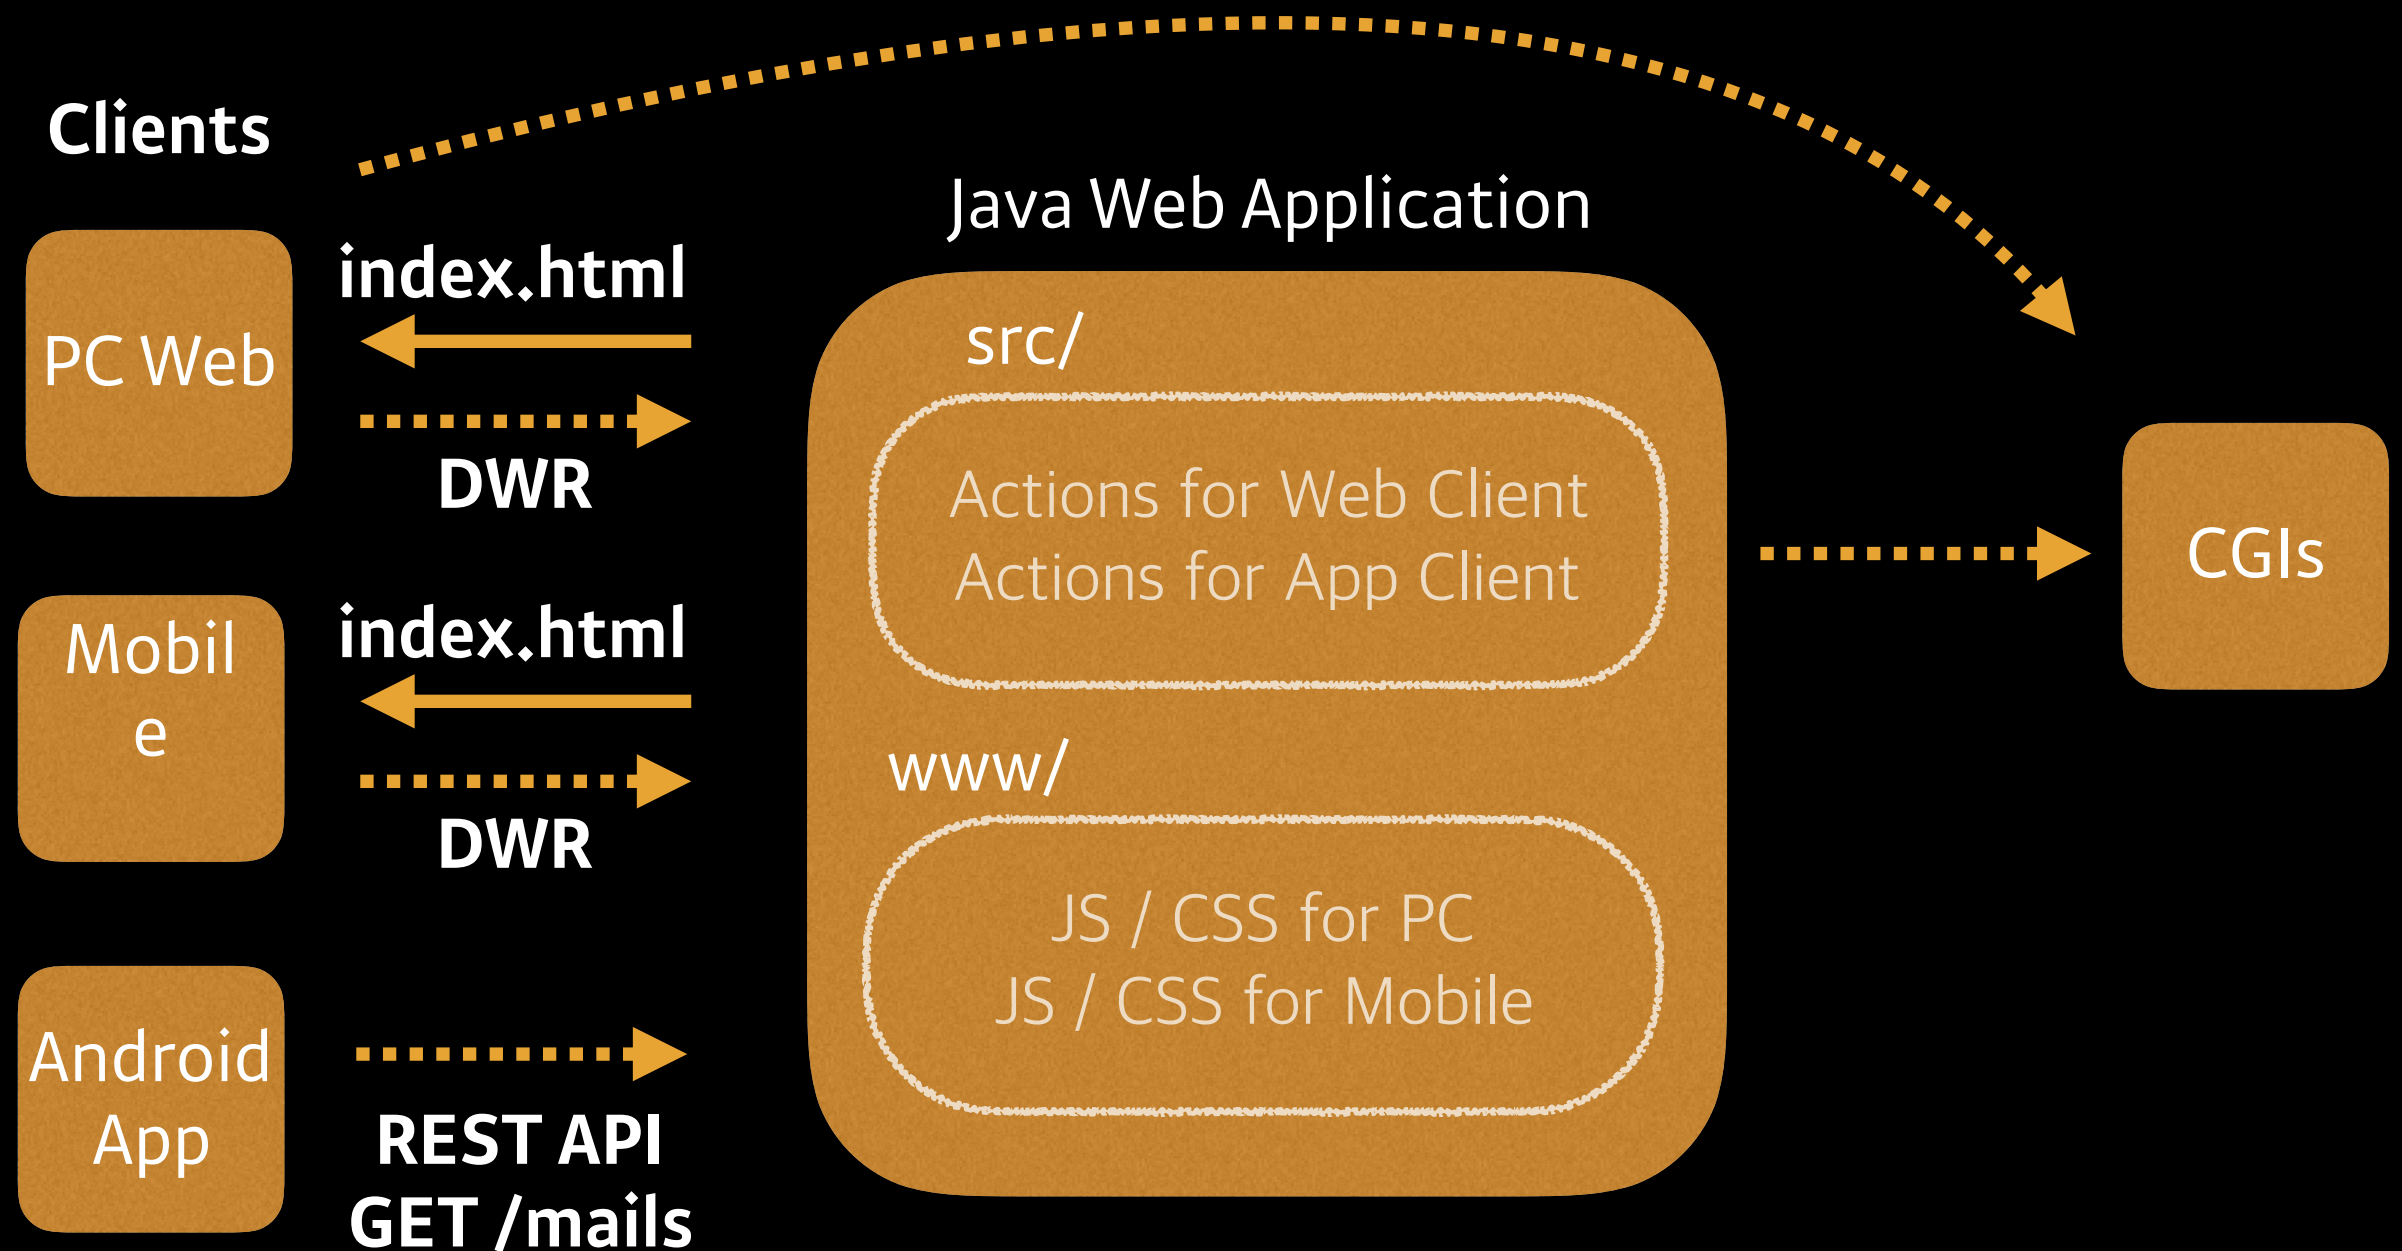 Clients
Java Web Application
PC Web
index.html
DWR
Mobil
e
index.html
DWR
Android
App
REST API
GET /mails
src/
Actions for Web Client
Actions for App Client
www/
JS / CSS for PC
JS / CSS for Mobile
CGIs